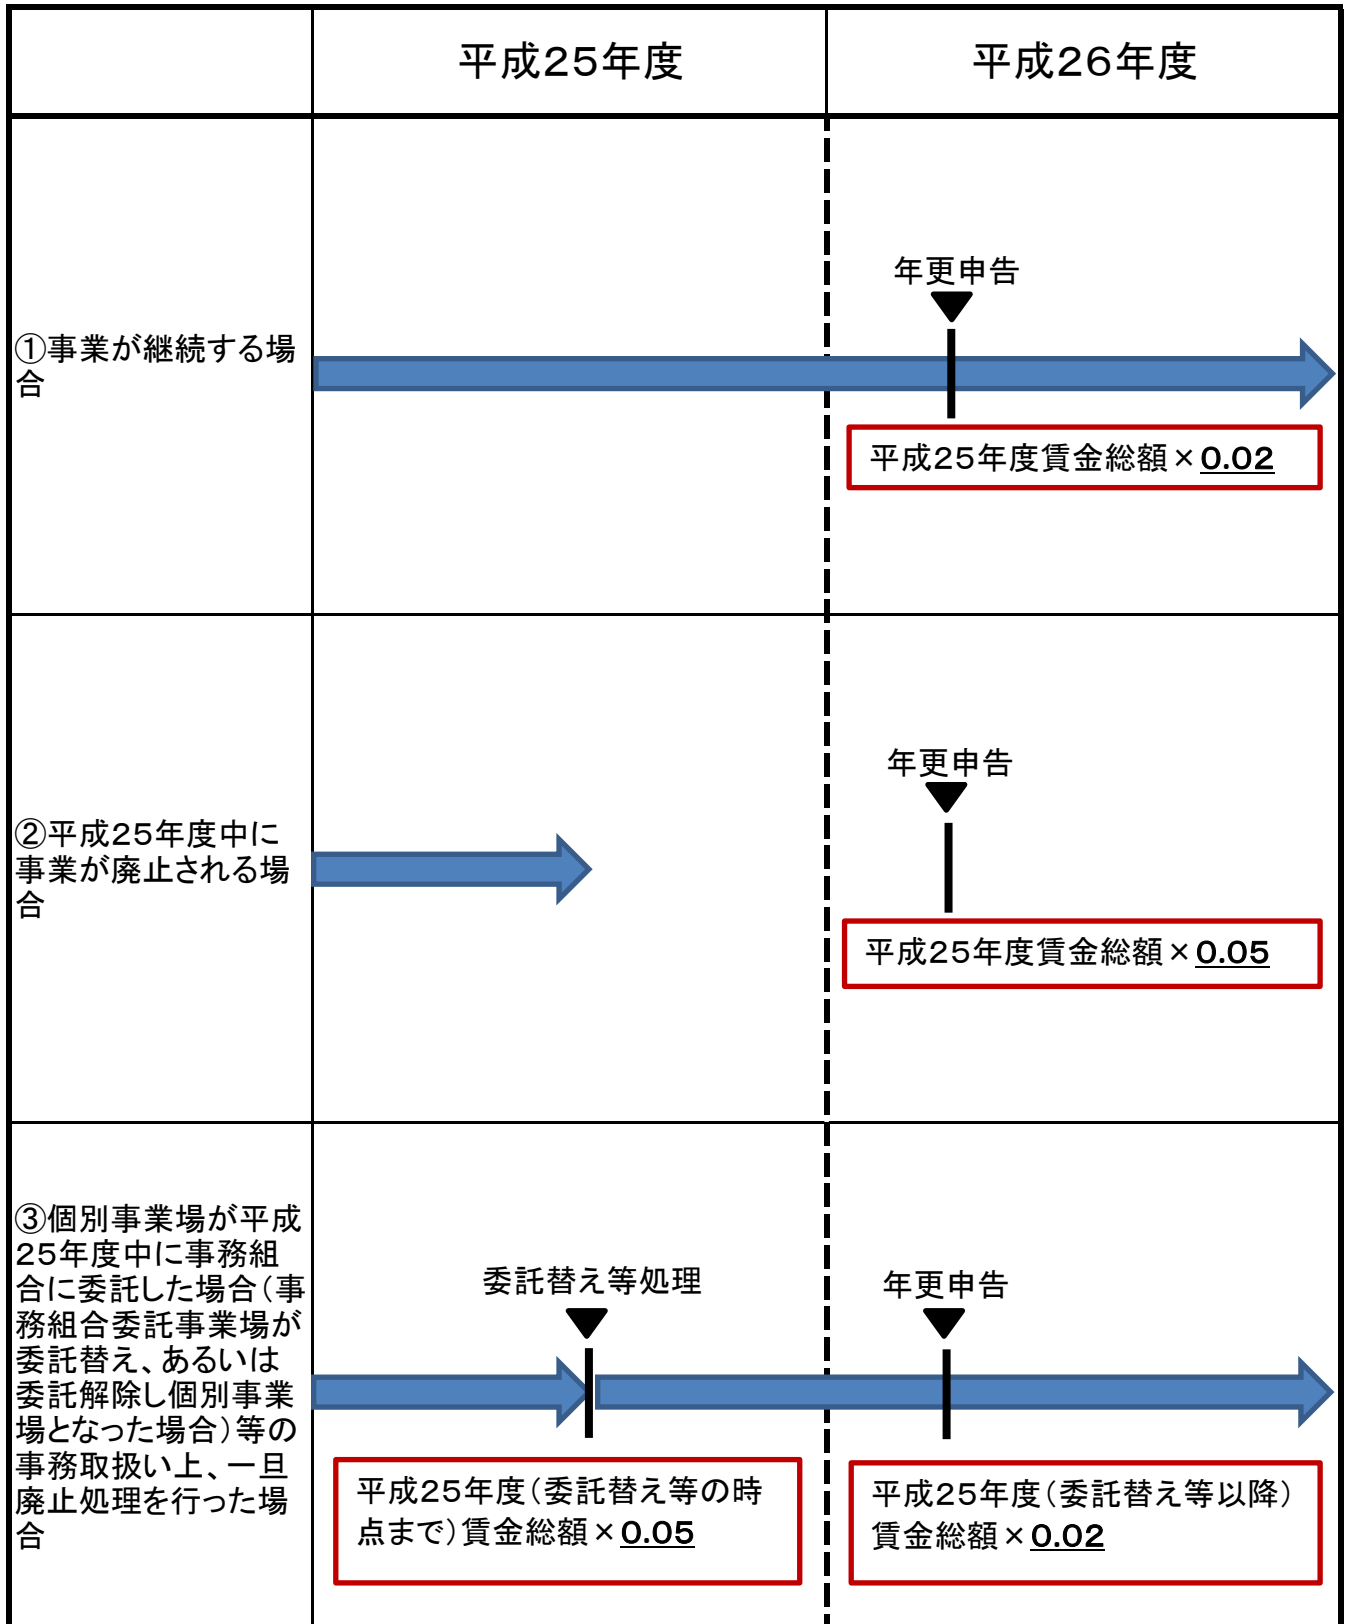 平成25年度
平成26年度
①事業が継続する場
合
年更申告
平成25年度賃金総額×0.02
②平成25年度中に
事業が廃止される場
合
年更申告
平成25年度賃金総額×0.05
③個別事業場が平成
25年度中に事務組
合に委託した場合(事
務組合委託事業場が
委託替え、あるいは
委託解除し個別事業
場となった場合)等の
事務取扱い上、一旦
廃止処理を行った場
合
委託替え等処理
年更申告
平成25年度(委託替え等の時
点まで)賃金総額×0.05
平成25年度(委託替え等以降)
賃金総額×0.02